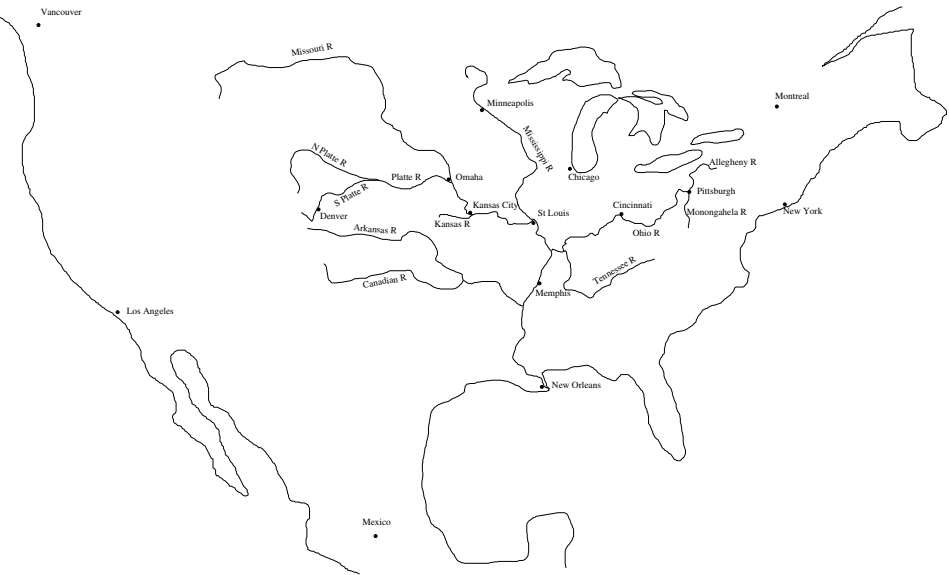 Vancouver
Missouri R
Montreal
Minneapolis
Mississippi R
N Platte R
Allegheny R
Platte R
Omaha
Chicago
S Platte R
Pittsburgh
Kansas City
Cincinnati
Denver
St Louis
Monongahela R
New York
Kansas R
Arkansas R
Ohio R
Tennessee R
Canadian R
Memphis
Los Angeles
New Orleans
Mexico